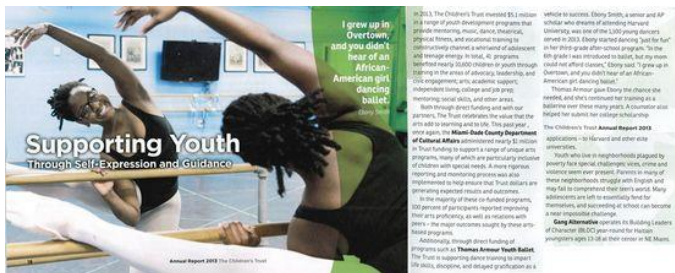 I grew up in
Overtown,
and you didn't
hear of an
African-
American girl
dancing
ballet.
Ebony Smith
Supporting Youth
Through Self-Expression and Guidance
Annual Report 2013 The Children's Trust
In 2013, The Children's Trust invested $5.1 million
in a range of youth development programs that
provide mentoring, music, dance, theatrical,
physical fitness, and vocational training to
constructively channel a whirlwind of adolescent
and teenage energy. In total, 41 programs
benefited nearly 10,600 children or youth through
training in the areas of advocacy, leadership, and
civic engagement; arts; academic support;
independent living; college and job prep;
mentoring; social skills, and other areas.
Both through direct funding and with our
partners, The Trust celebrates the value that the
arts add to learning and to life. This past year,
once again, the Miami-Dade County Department
of Cultural Affairs administered nearly $1 million
in Trust funding to support a range of unique arts
programs, many of which are particularly inclusive
of children with special needs. A more rigorous
reporting and monitoring process was also
implemented to help ensure that Trust dollars are
generating expected results and outcomes.
In the majority of these co-funded programs,
100 percent of participants reported improving
their arts proficiency, as well as relations with
peers – the major outcomes sought by these arts-
based programs.
Additionally, through direct funding of
programs such as Thomas Armour Youth Ballet,
The Trust is supporting dance training to impart
life skills, discipline, and delayed gratification as a
vehicle to success. Ebony Smith, a senior and AP
scholar who dreams of attending Harvard
University, was one of the 1,100 young dancers
served in 2013. Ebony started dancing "just for fun"
in her third-grade after-school program. "In the
6th grade I was introduced to ballet, but my mom
could not afford classes," Ebony said. "I grew up in
Overtown, and you didn't hear of an African-
American girl dancing ballet."
Thomas Armour gave Ebony the chance she
needed, and she's continued her training as a
ballerina over these many years. A counselor also
helped her submit her college scholarship
The Children's Trust Annual Report 2013
applications – to Harvard and other elite
universities.
Youth who live in neighborhoods plagued by
poverty face special challenges; vices, crime and
violence seem ever present. Parents in many of
these neighborhoods struggle with English and
may fail to comprehend their teen's world. Many
adolescents are left to essentially fend for
themselves, and succeeding at school can become
a near impossible challenge.
Gang Alternative operates its Building Leaders
of Character (BLOC) year-round for Haitian
youngsters ages 13-18 at their center in NE Miami.